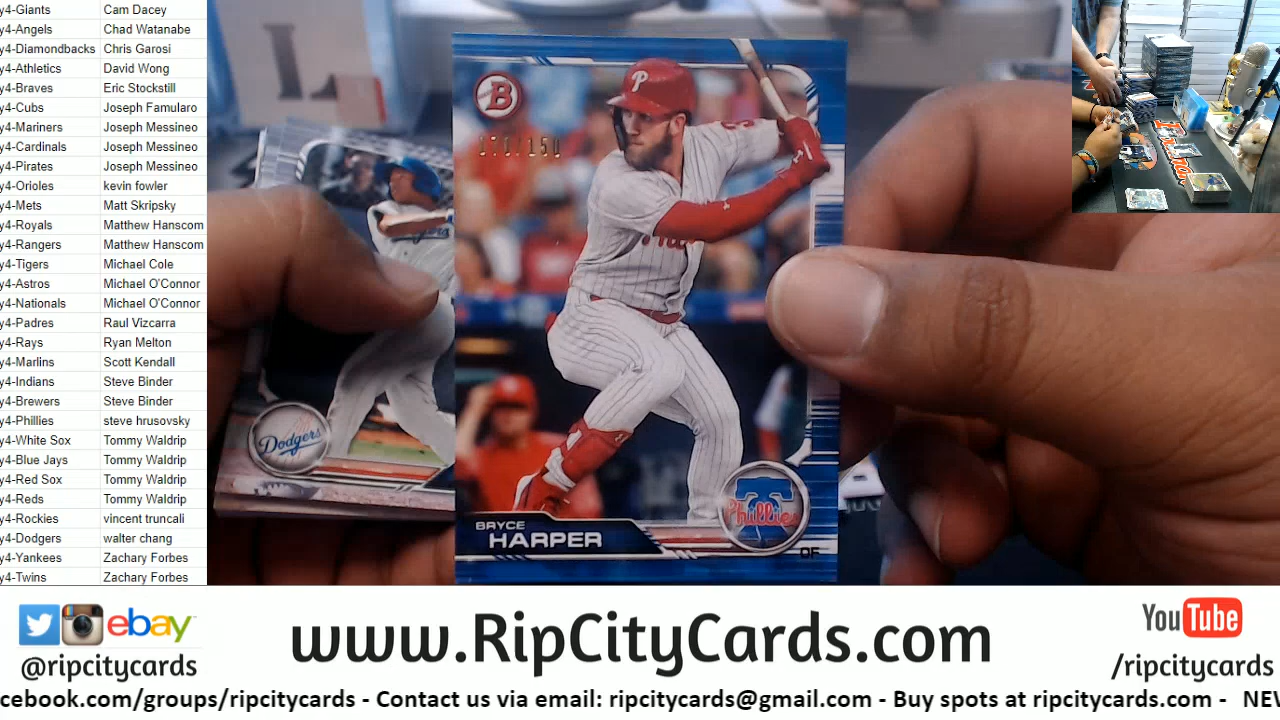 y4-Giants Cam Dacey
y4-Angels Chad Watanabe
y4-Diamondbacks Chris Garosi
y4-Athletics David Wong
y4-Braves Eric Stockstill
y4-Cubs Joseph Famularo
y4-Mariners Joseph Messineo
y4-Cardinals Joseph Messineo
y4-Pirates Joseph Messineo
y4-Orioles kevin fowler
y4-Mets Matt Skripsky
y4-Royals Matthew Hanscom
y4-Rangers Matthew Hanscom
y4-Tigers Michael Cole
y4-Astros Michael O'Connor
y4-Nationals Michael O'Connor
y4-Padres Raul Vizcarra
y4-Rays Ryan Melton
y4-Marlins Scott Kendall
y4-Indians Steve Binder
y4-Brewers Steve Binder
y4-Phillies steve hrusovsky
y4-White Sox Tommy Waldrip
y4-Blue Jays Tommy Waldrip
y4-Red Sox Tommy Waldrip
y4-Reds Tommy Waldrip
y4-Rockies vincent truncali
y4-Dodgers walter chang
y4-Yankees Zachary Forbes
y4-Twins Zachary Forbes
B
P
Dodgers
Phillies
BRYCE
HARPER
OF
ebay
@ripcitycards
www.RipCityCards.com
YouTube
/ripcitycards
cebook.com/groups/ripcitycards - Contact us via email: ripcitycards@gmail.com - Buy spots at ripcitycards.com - NEV